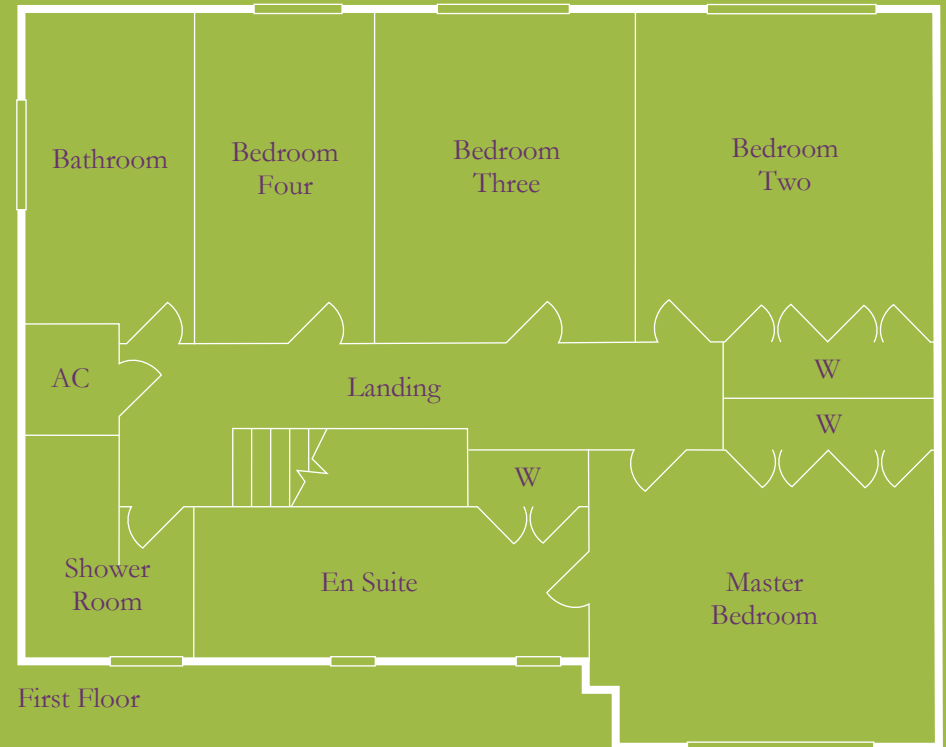 Bathroom
Bedroom
Four
Bedroom
Three
Bedroom
Two
AC
Landing
W
W
W
Shower
Room
En Suite
Master
Bedroom
First Floor